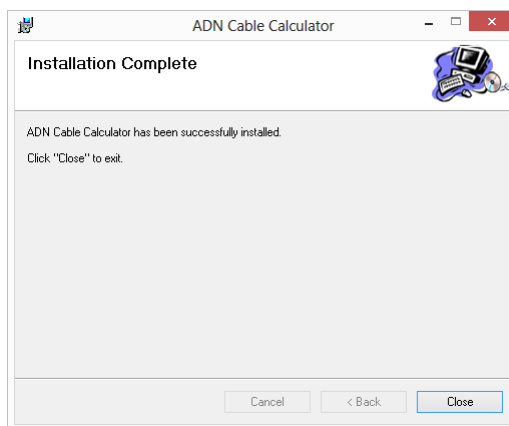 ADN Cable Calculator
Installation Complete
ADN Cable Calculator has been successfully installed.
Click "Close" to exit.
Cancel
< Back
Close